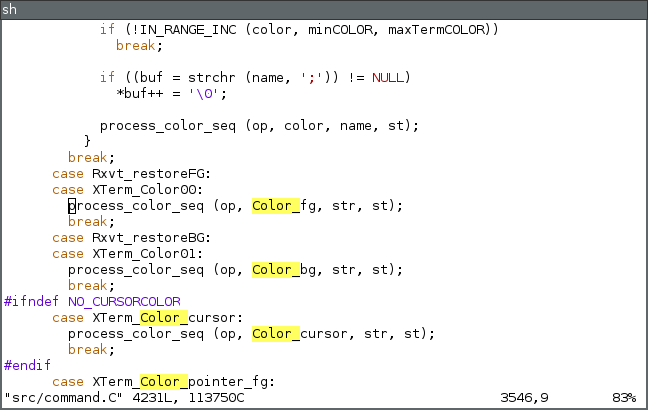 sh
            if (!IN_RANGE_INC (color, minCOLOR, maxTermCOLOR))
              break;
            if ((buf = strchr (name, ';')) != NULL)
              *buf++ = '\0';
            process_color_seq (op, color, name, st);
          }
        break;
      case Rxvt_restoreFG:
      case XTerm_Color00:
        process_color_seq (op, Color_fg, str, st);
        break;
      case Rxvt_restoreBG:
      case XTerm_Color01:
        process_color_seq (op, Color_bg, str, st);
        break;
#ifndef NO_CURSORCOLOR
      case XTerm_Color_cursor:
        process_color_seq (op, Color_cursor, str, st);
        break;
#endif
      case XTerm_Color_pointer_fg:
"src/command.C" 4231L, 113750C 3546,9 83%